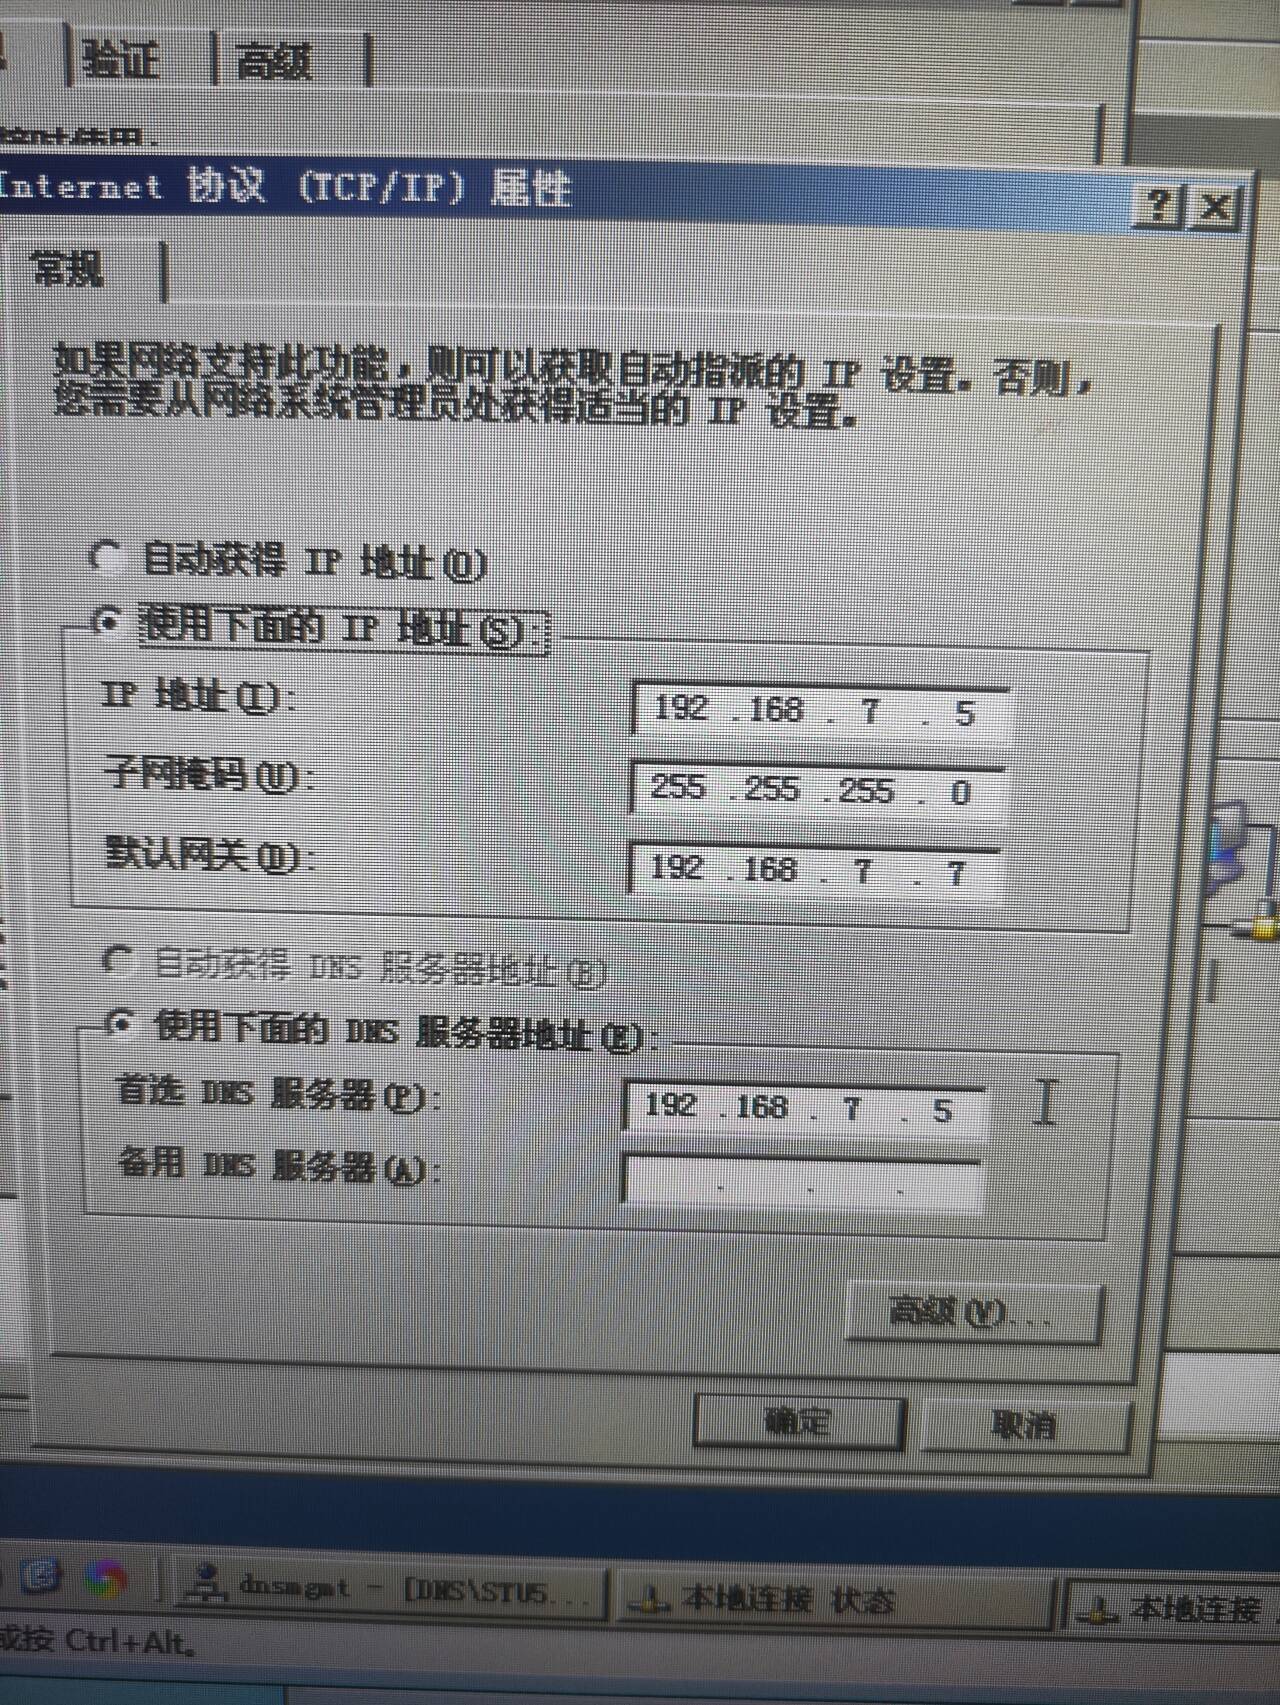 验证 高级
Internet 协议 (TCP/IP) 属性
? X
常规
如果网络支持此功能，则可以获取自动指派的 IP 设置。否则，
您需要从网络系统管理员处获得适当的 IP 设置。
自动获得 IP 地址(O)
使用下面的 IP 地址(S):
IP 地址(I): 192 .168 . 7 . 5
子网掩码(U): 255 .255 .255 . 0
默认网关(D): 192 .168 . 7 . 7
自动获得 DNS 服务器地址(B)
使用下面的 DNS 服务器地址(E):
首选 DNS 服务器(P): 192 .168 . 7 . 5
备用 DNS 服务器(A): . . .
高级(V)...
确定 取消
dnsmgmt - [DNS\STU5... 本地连接 状态 本地连接
或按 Ctrl+Alt。